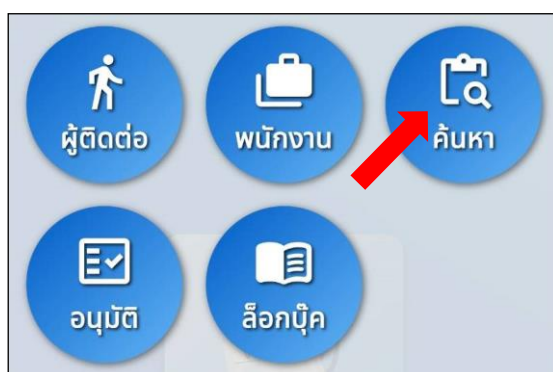 ผู้ติดต่อ
พนักงาน
ค้นหา
อนุมัติ
ล็อกบุ๊ค